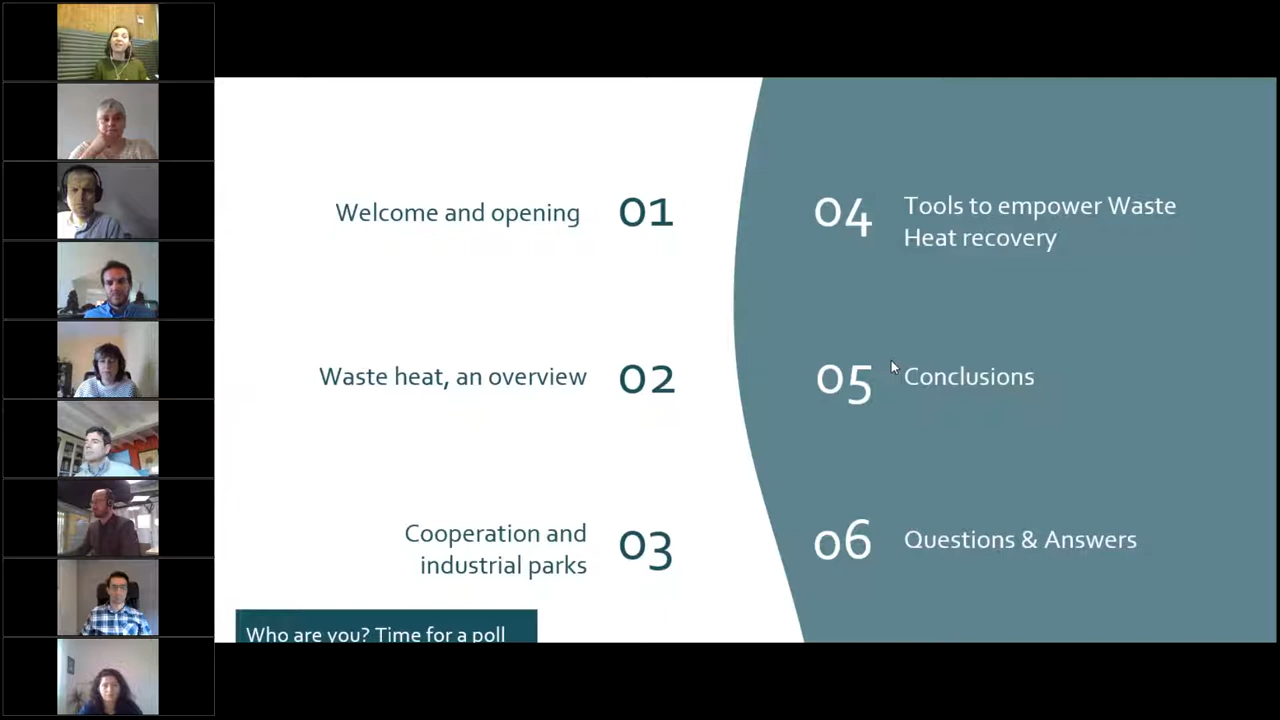 Welcome and opening 01
Waste heat, an overview 02
Cooperation and
industrial parks 03
Who are you? Time for a poll
04 Tools to empower Waste
Heat recovery
05 Conclusions
06 Questions & Answers